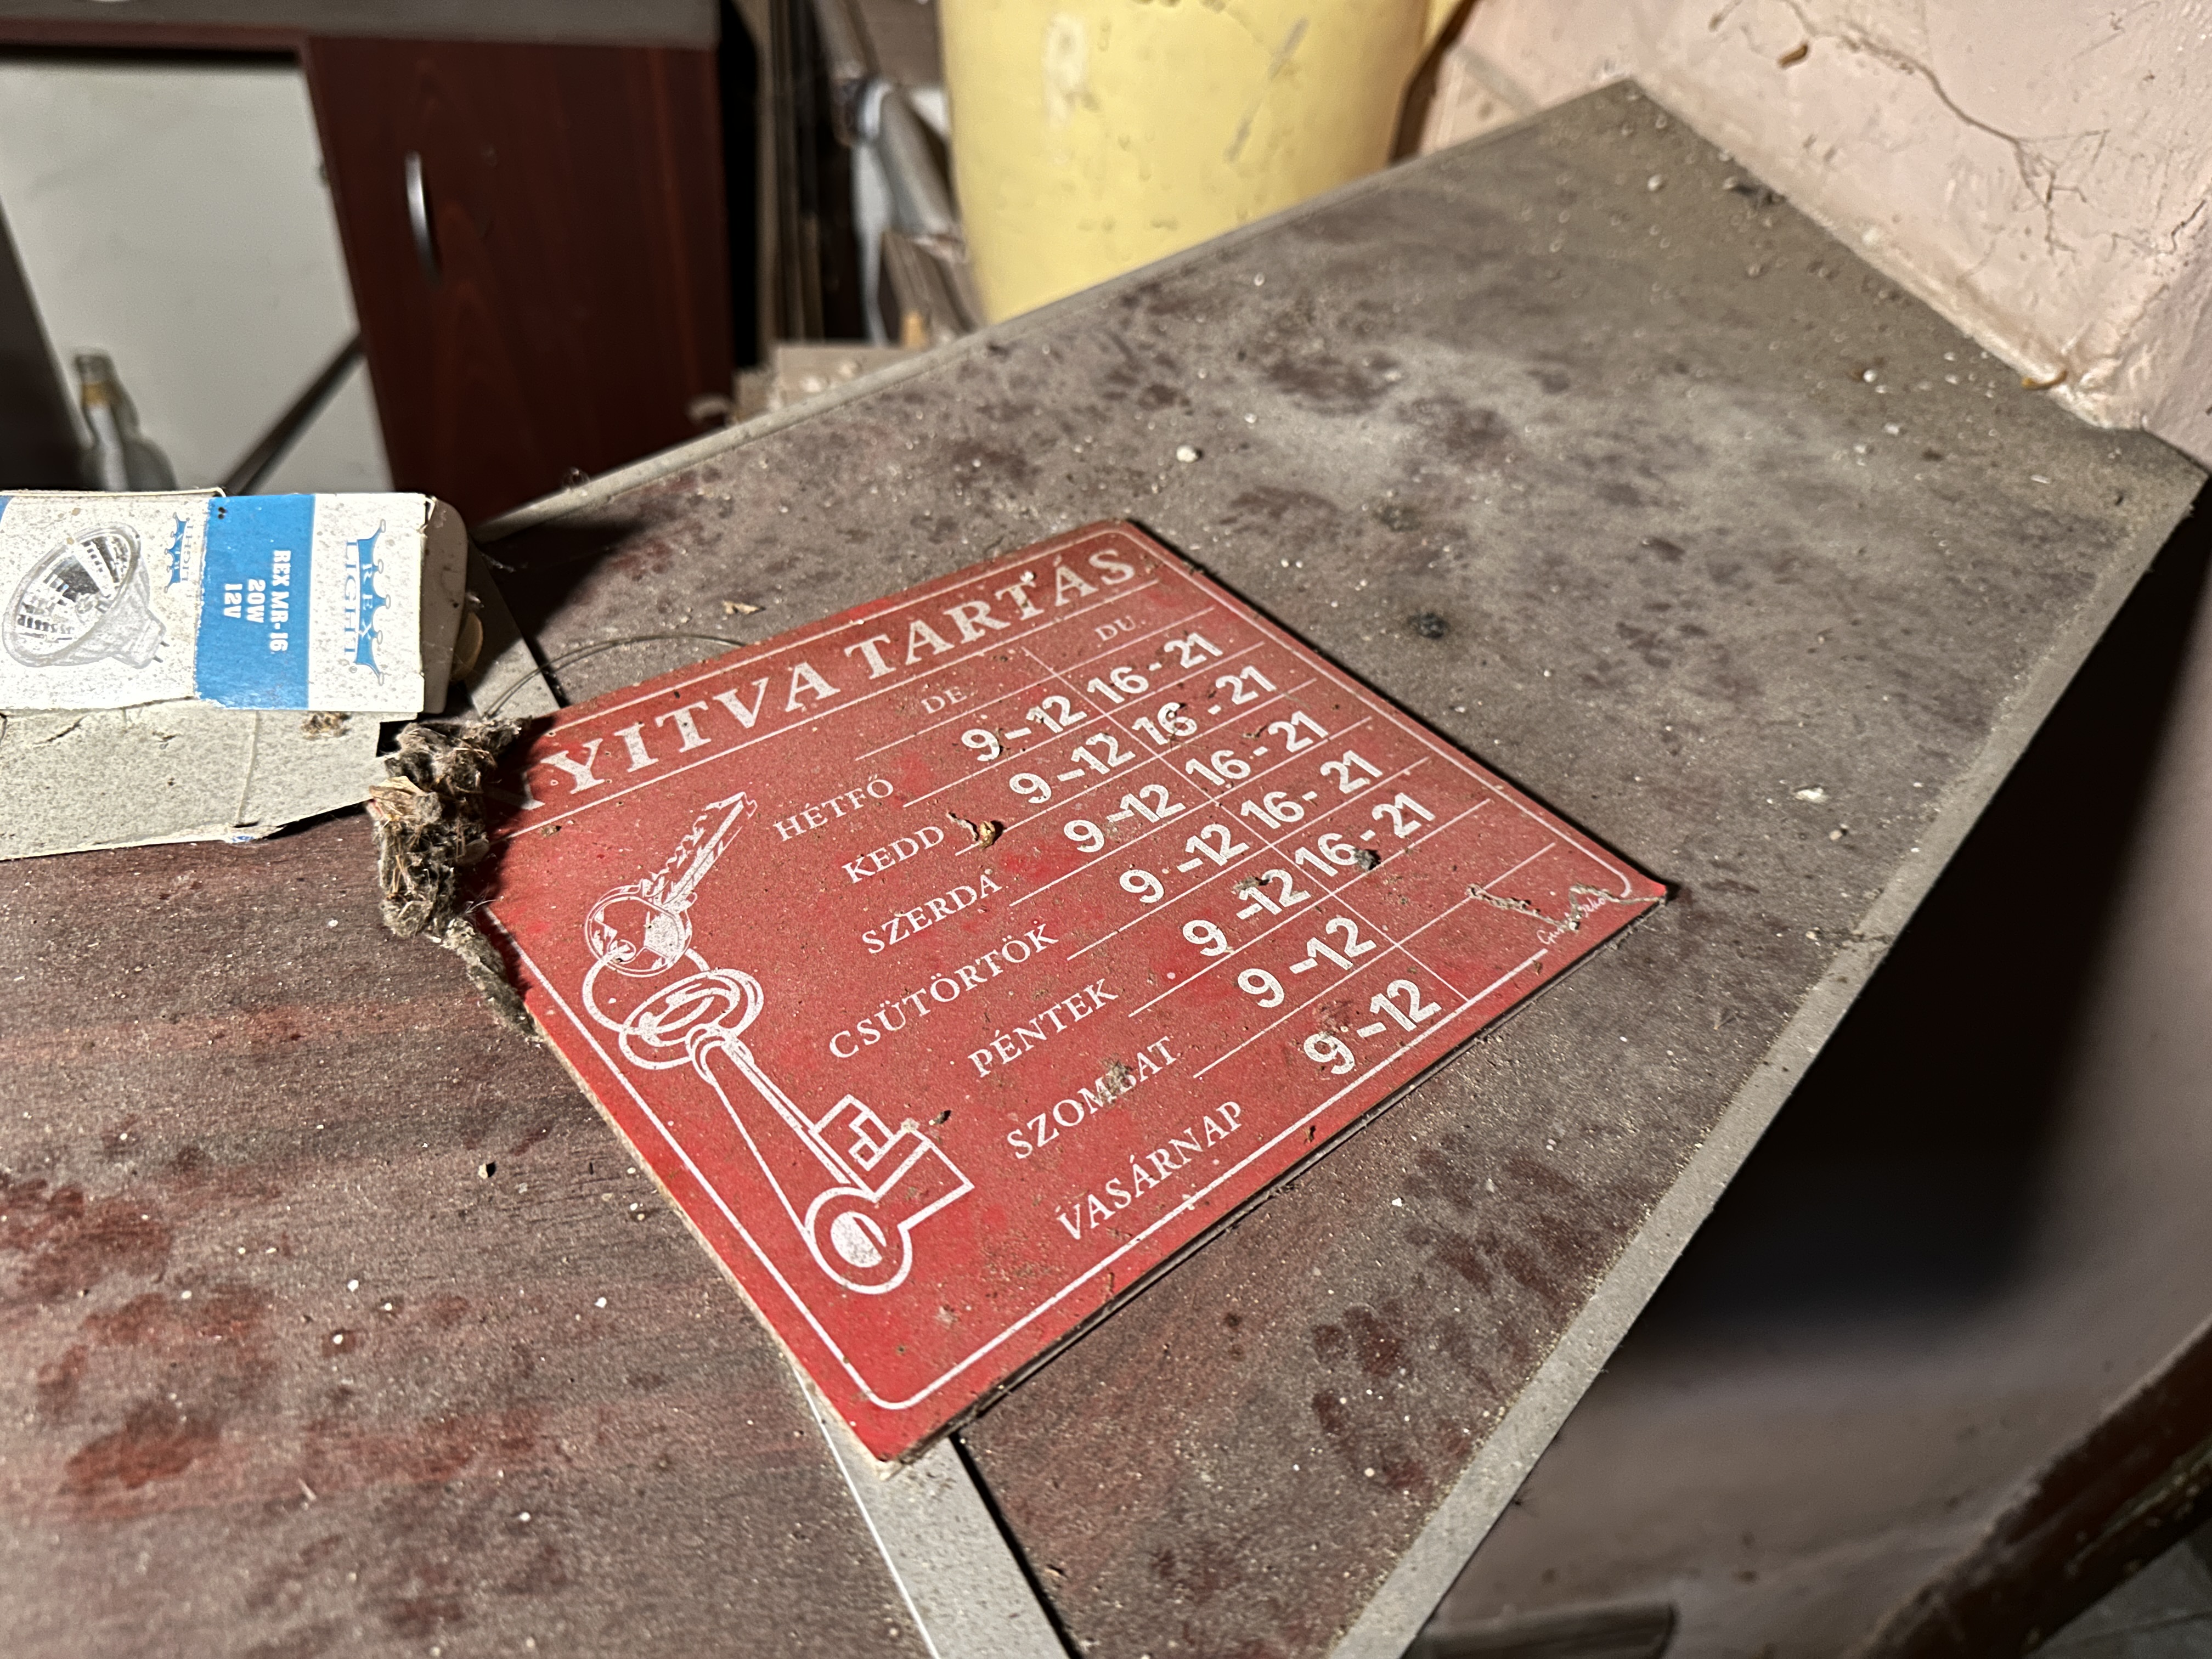 REX
LIGHT
REX MR-16
20W
12V
NYITVA TARTÁS
DE. DU.
HÉTFŐ 9-12 16-21
KEDD 9-12 16-21
SZERDA 9-12 16-21
CSÜTÖRTÖK 9-12 16-21
PÉNTEK 9-12 16-21
SZOMBAT 9-12
VASÁRNAP 9-12